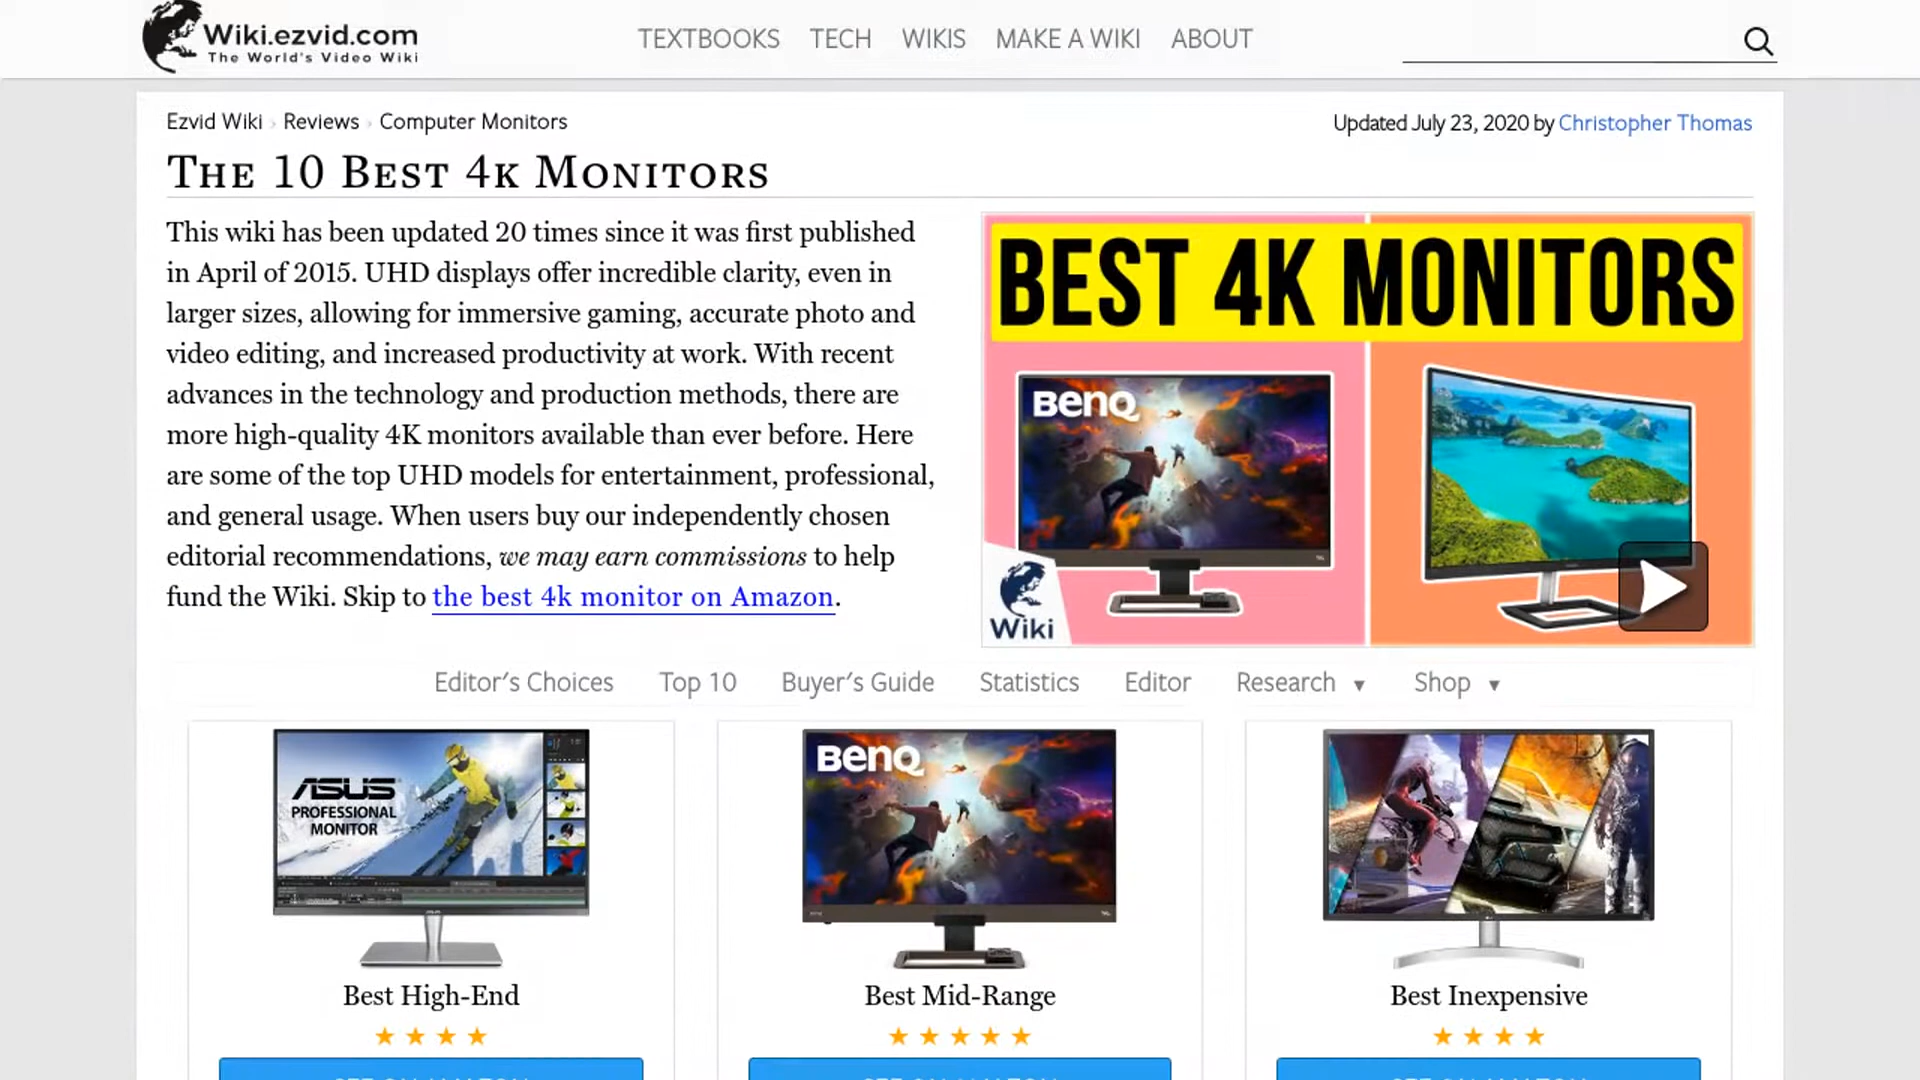 Wiki.ezvid.com
The World's Video Wiki
TEXTBOOKS TECH WIKIS MAKE A WIKI ABOUT
Ezvid Wiki › Reviews › Computer Monitors
Updated July 23, 2020 by Christopher Thomas
THE 10 BEST 4K MONITORS
This wiki has been updated 20 times since it was first published
in April of 2015. UHD displays offer incredible clarity, even in
larger sizes, allowing for immersive gaming, accurate photo and
video editing, and increased productivity at work. With recent
advances in the technology and production methods, there are
more high-quality 4K monitors available than ever before. Here
are some of the top UHD models for entertainment, professional,
and general usage. When users buy our independently chosen
editorial recommendations, we may earn commissions to help
fund the Wiki. Skip to the best 4k monitor on Amazon.
BEST 4K MONITORS
BenQ
Wiki
Editor's Choices Top 10 Buyer's Guide Statistics Editor Research ▼ Shop ▼
ASUS
PROFESSIONAL
MONITOR
BenQ
Best High-End
Best Mid-Range
Best Inexpensive